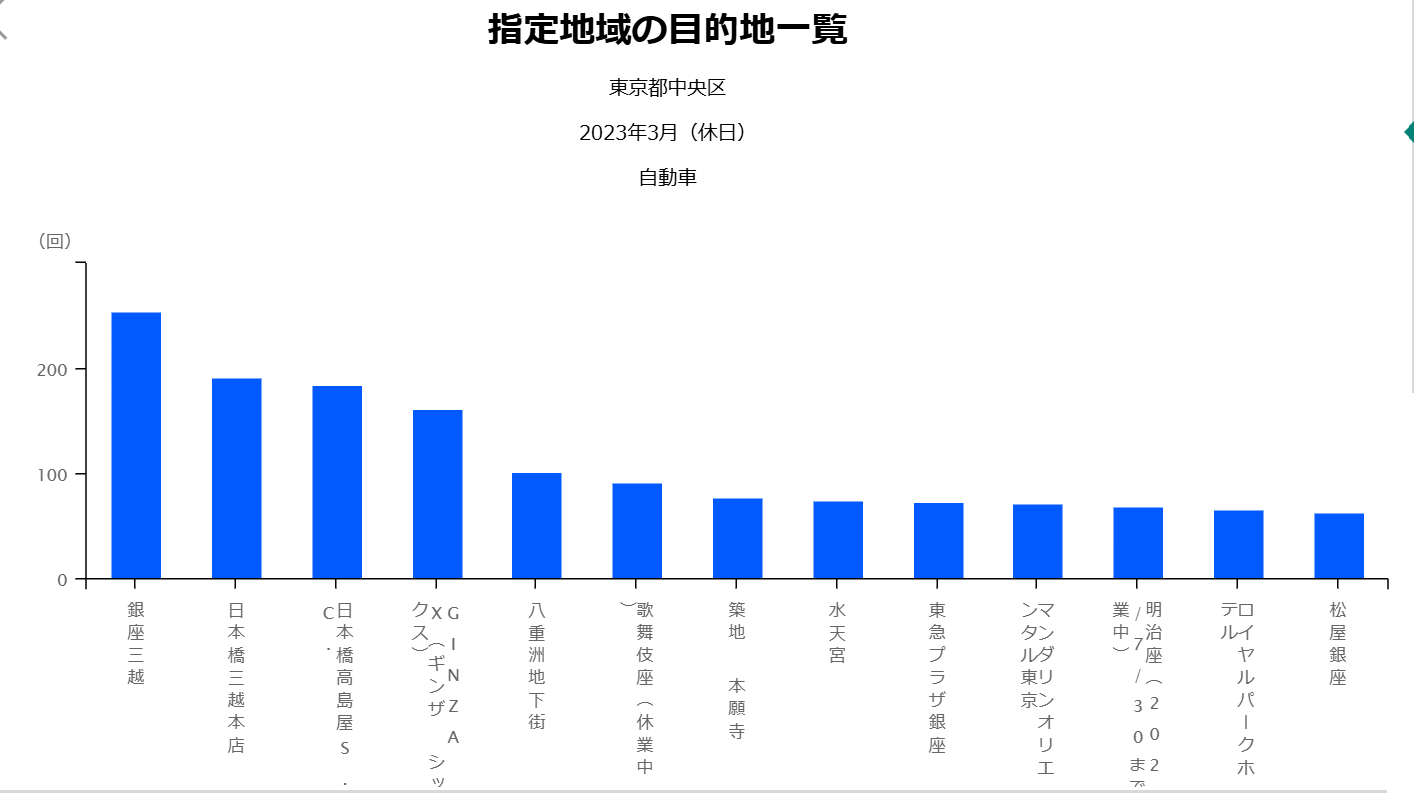 指定地域の目的地一覧
東京都中央区
2023年3月（休日）
自動車
（回）
200
100
0
銀座三越
日本橋三越本店
日本橋高島屋S.
C.
GINZA
X（ギンザ シッ
クス）
八重洲地下街
歌舞伎座（休業中
）
築地 本願寺
水天宮
東急プラザ銀座
マンダリンオリエ
ンタル東京
明治座（202
/7/30まで
業中）
ロイヤルパークホ
テル
松屋銀座